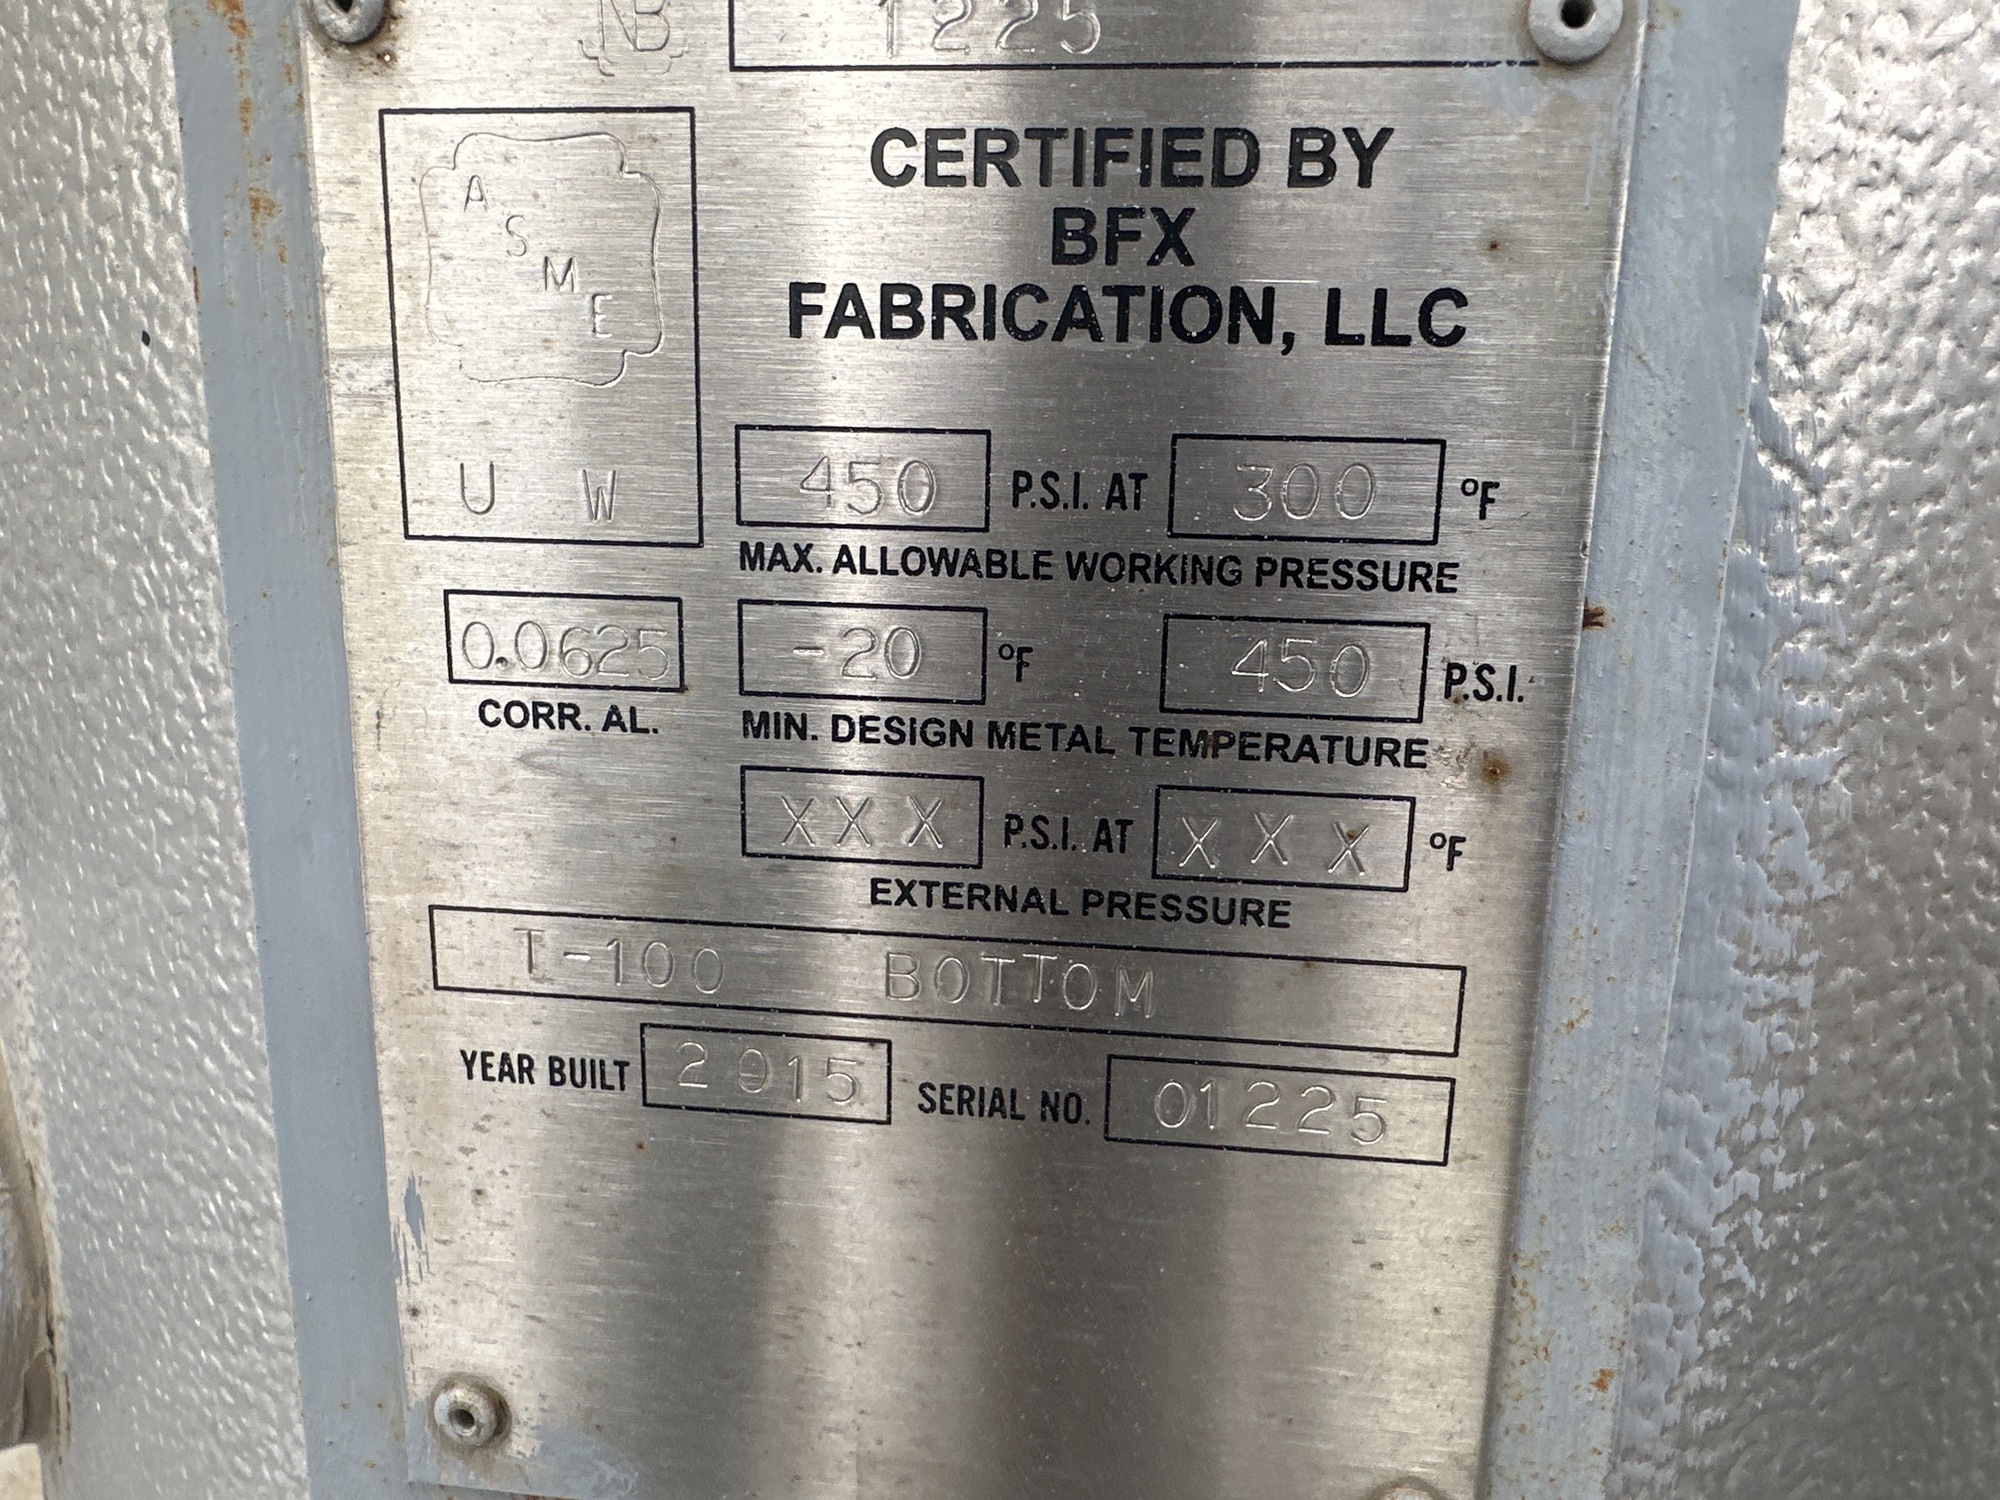 NB 1225
CERTIFIED BY
BFX
FABRICATION, LLC
A
S
M
E
U W
450 P.S.I. AT 300 °F
MAX. ALLOWABLE WORKING PRESSURE
0.0625 -20 °F 450 P.S.I.
CORR. AL. MIN. DESIGN METAL TEMPERATURE
XXX P.S.I. AT XXX °F
EXTERNAL PRESSURE
T-100 BOTTOM
YEAR BUILT 2015 SERIAL NO. 01225